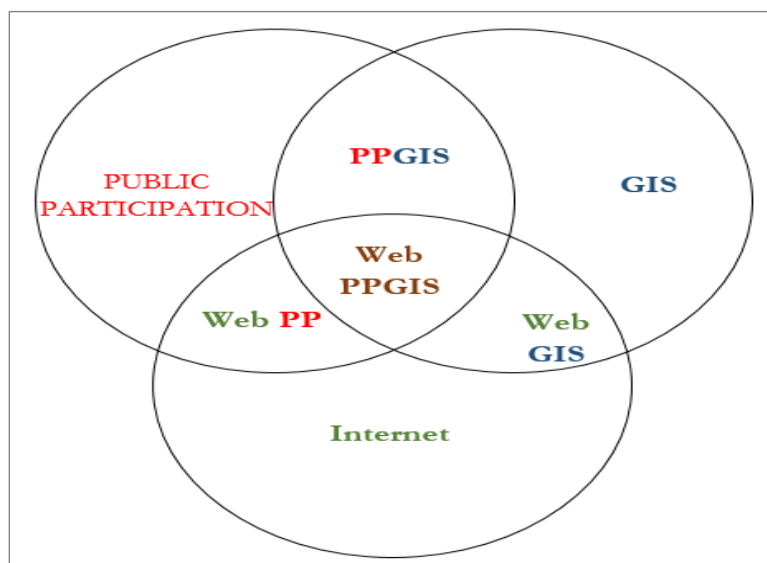 PPGIS
PUBLIC
PARTICIPATION
GIS
Web
PPGIS
Web PP
Web
GIS
Internet